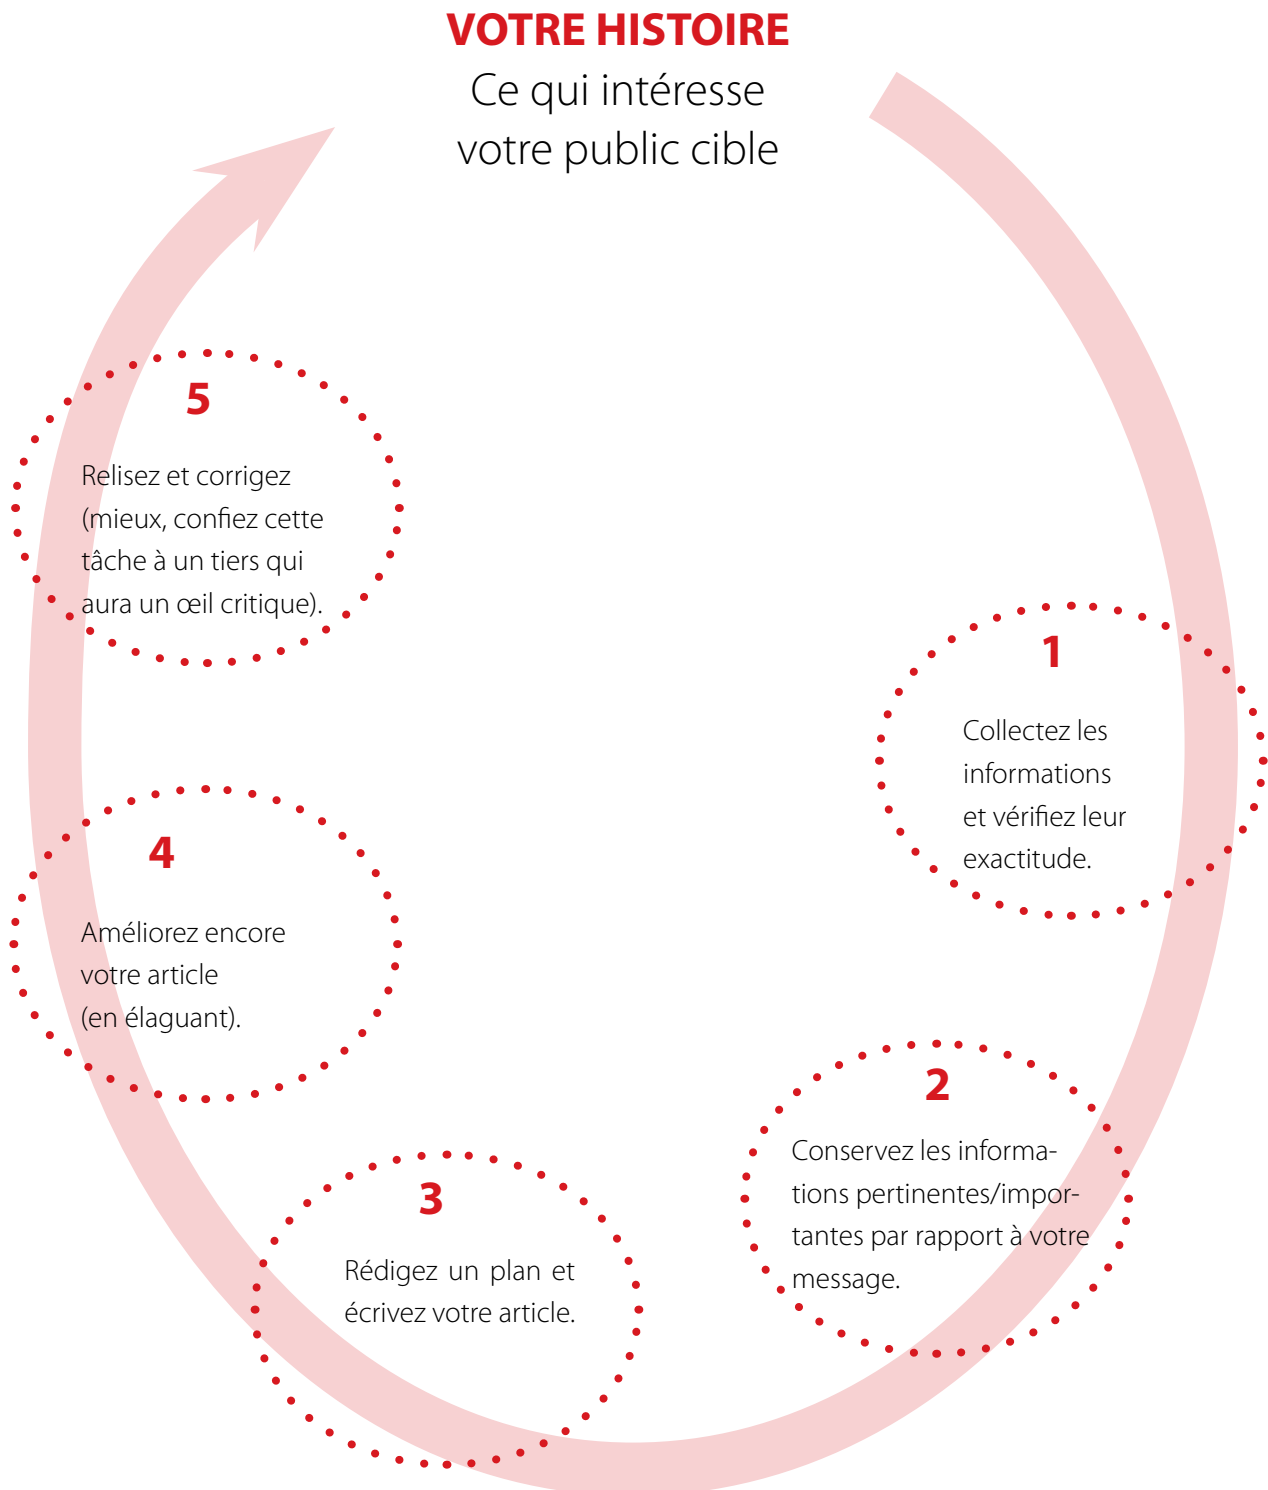 VOTRE HISTOIRE
Ce qui intéresse
votre public cible
1
Collectez les
informations
et vérifiez leur
exactitude.
2
Conservez les informa-
tions pertinentes/impor-
tantes par rapport à votre
message.
3
Rédigez un plan et
écrivez votre article.
4
Améliorez encore
votre article
(en élaguant).
5
Relisez et corrigez
(mieux, confiez cette
tâche à un tiers qui
aura un œil critique).